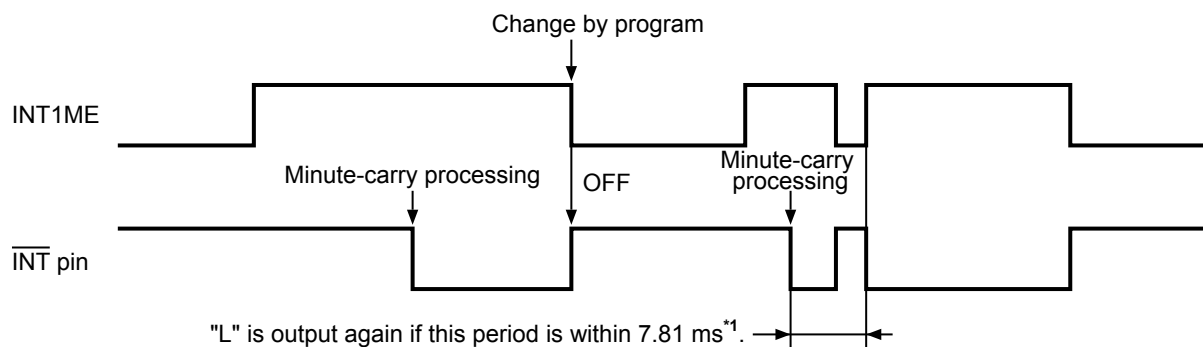 Change by program
INT1ME
Minute-carry processing
OFF
Minute-carry
processing
INT pin
"L" is output again if this period is within 7.81 ms*1.